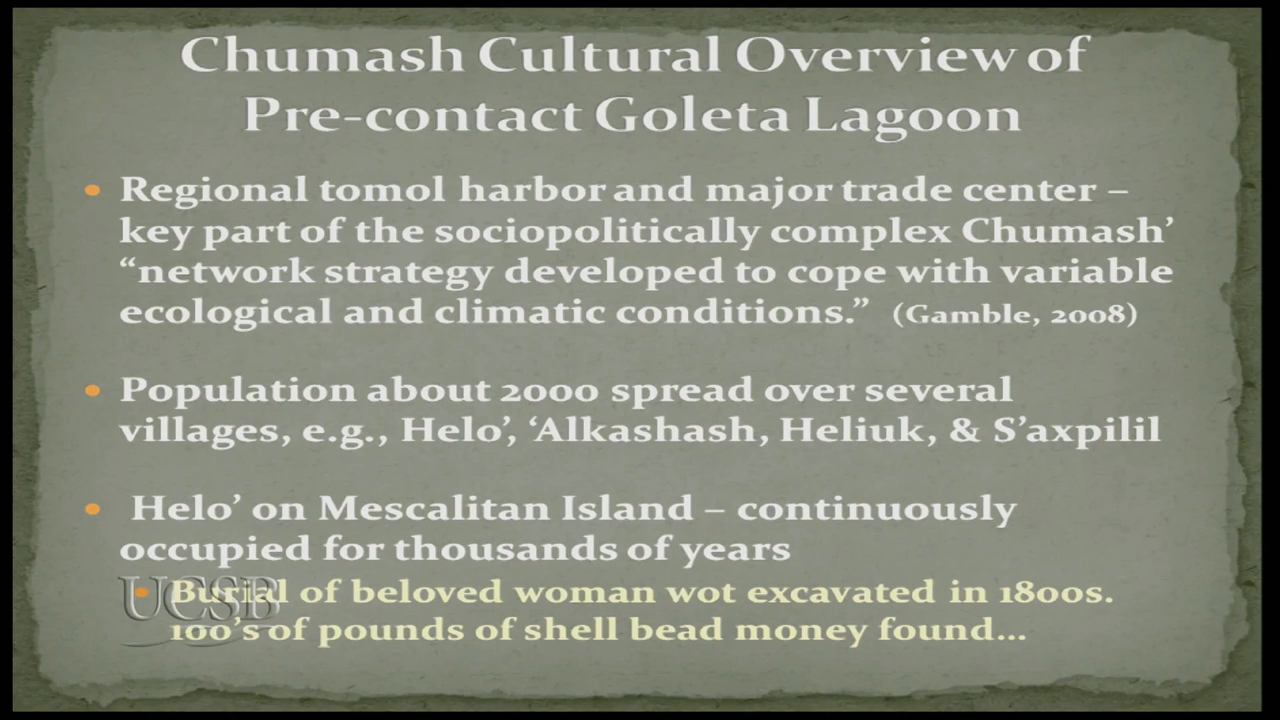 Chumash Cultural Overview of
Pre-contact Goleta Lagoon
• Regional tomol harbor and major trade center –
key part of the sociopolitically complex Chumash’
“network strategy developed to cope with variable
ecological and climatic conditions.” (Gamble, 2008)
• Population about 2000 spread over several
villages, e.g., Helo’, ‘Alkashash, Heliuk, & S’axpilil
• Helo’ on Mescalitan Island – continuously
occupied for thousands of years
• Burial of beloved woman wot excavated in 1800s.
100’s of pounds of shell bead money found...
UCSB